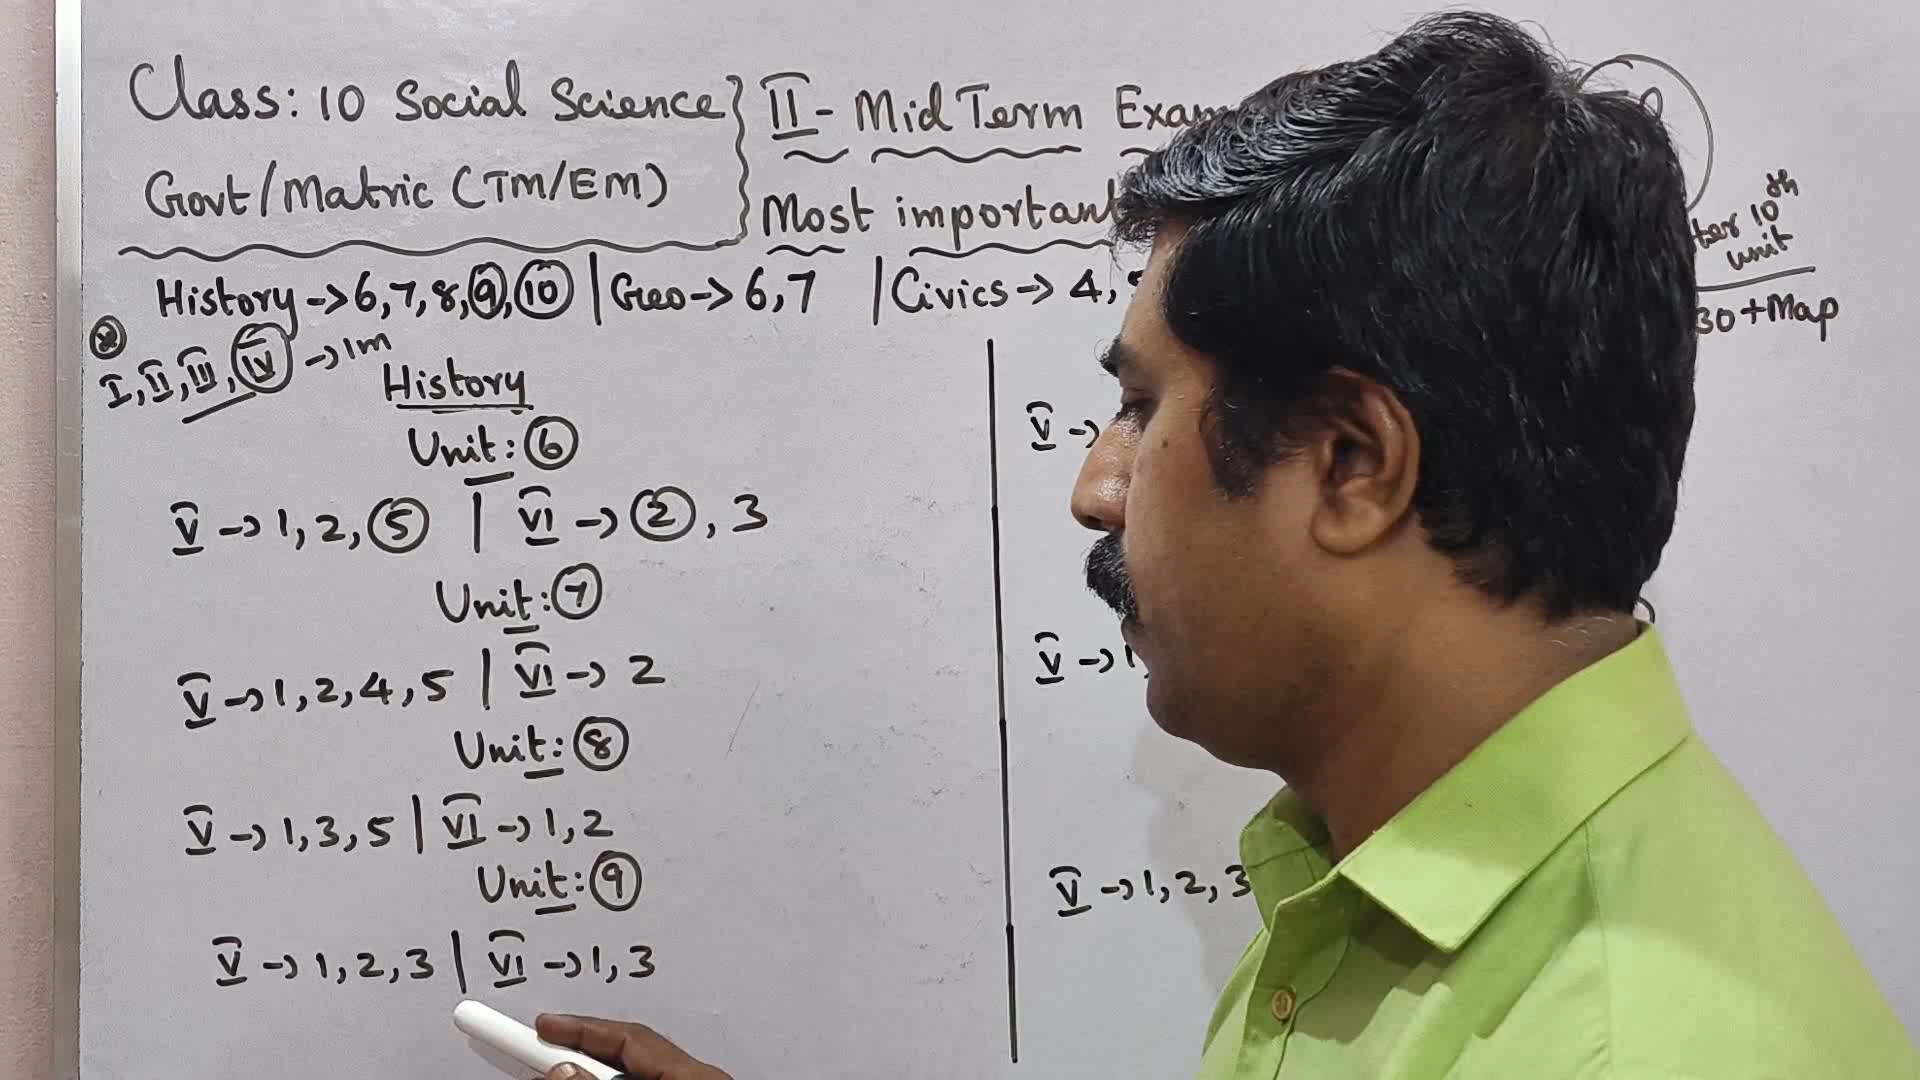 Class: 10 Social Science
Govt/Matric (TM/EM)
II - Mid Term Exam
Most important
History → 6,7,8,9,10 | Geo → 6,7 | Civics → 4,
10th
unit
30 + Map
I, II, III, IV → 1m
History
Unit: 6
V → 1, 2, 5 | VI → 2, 3
Unit: 7
V → 1, 2, 4, 5 | VI → 2
Unit: 8
V → 1, 3, 5 | VI → 1, 2
Unit: 9
V → 1, 2, 3 | VI → 1, 3
V →
V → 1,
V → 1, 2, 3